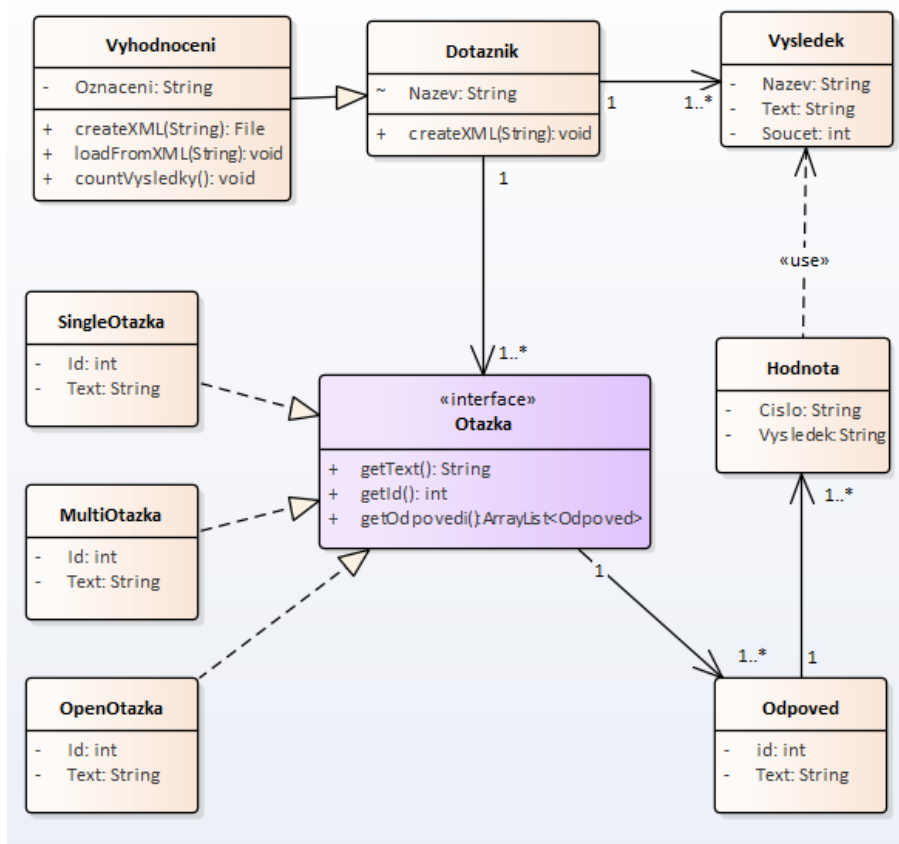 Vyhodnoceni
- Oznaceni: String
+ createXML(String): File
+ loadFromXML(String): void
+ countVysledky(): void
Dotaznik
~ Nazev: String
+ createXML(String): void
1
1..*
Vysledek
- Nazev: String
- Text: String
- Soucet: int
1
1..*
«use»
SingleOtazka
- Id: int
- Text: String
«interface»
Otazka
+ getText(): String
+ getId(): int
+ getOdpovedi(): ArrayList<Odpoved>
Hodnota
- Cislo: String
- Vysledek: String
MultiOtazka
- Id: int
- Text: String
1..*
1
1..*
1
OpenOtazka
- Id: int
- Text: String
Odpoved
- id: int
- Text: String